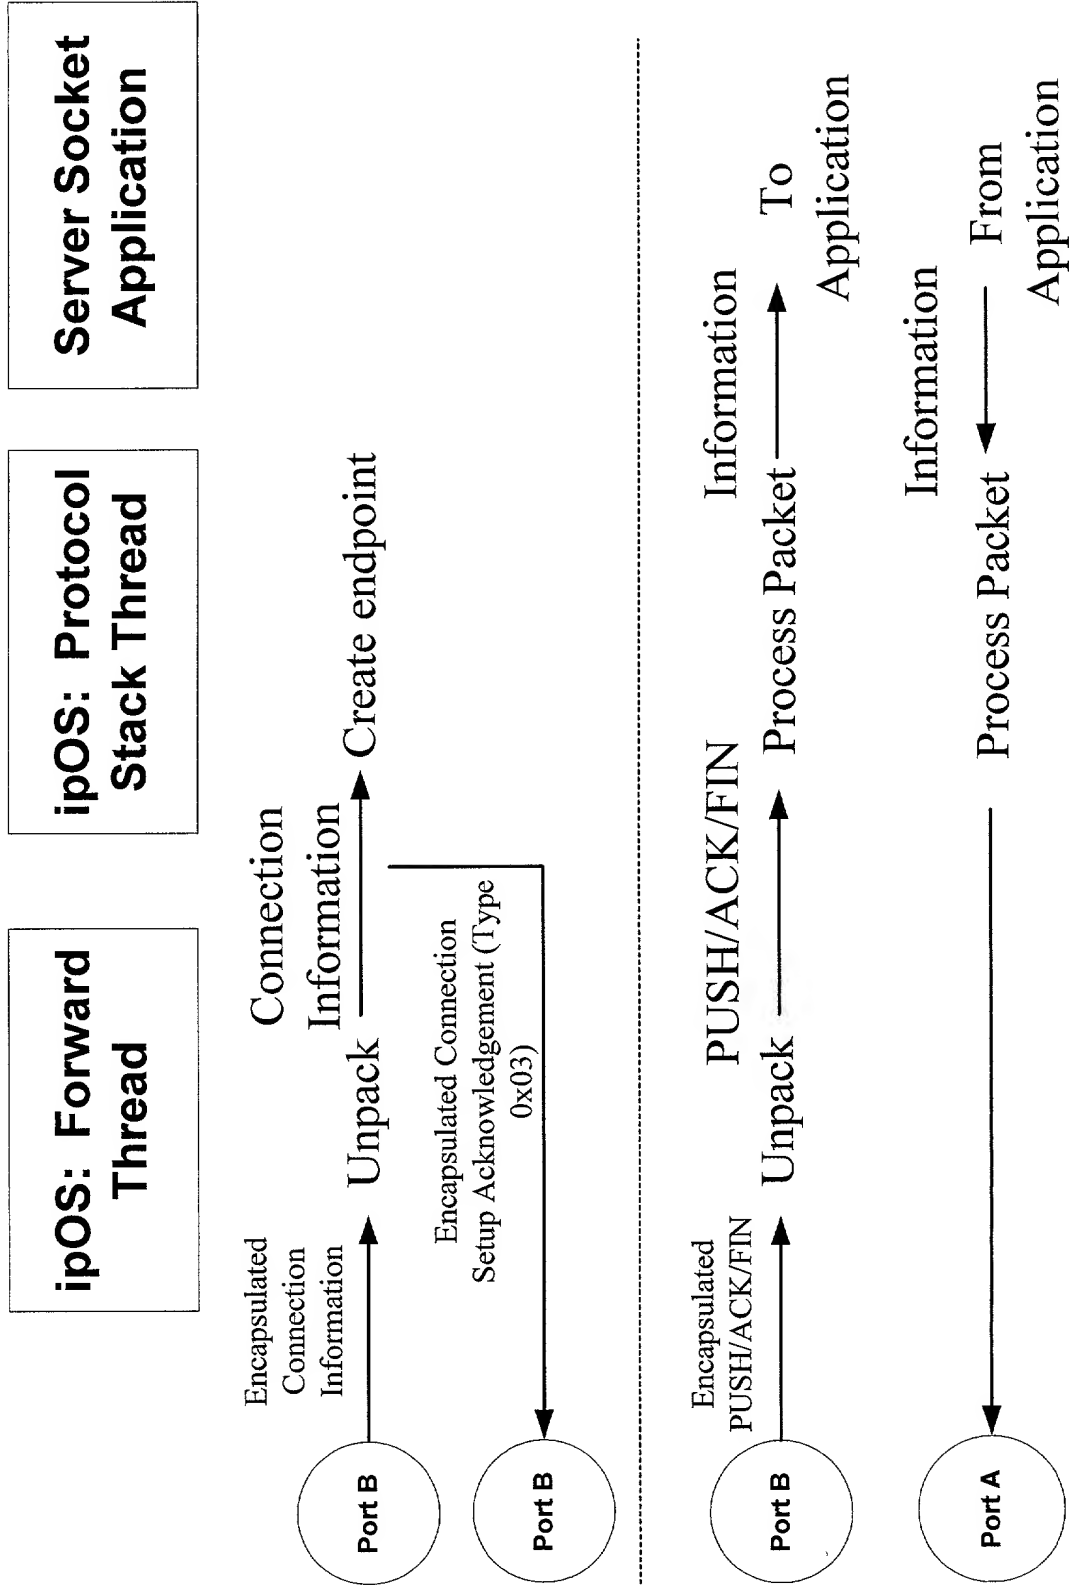 ipOS: Forward
Thread
ipOS: Protocol
Stack Thread
Server Socket
Application
Port B
Encapsulated
Connection
Information
Unpack
Connection
Information
Create endpoint
Port B
Encapsulated Connection
Setup Acknowledgement (Type
0x03)
Port B
Encapsulated
PUSH/ACK/FIN
Unpack
PUSH/ACK/FIN
Process Packet
Information
To
Application
Port A
Process Packet
Information
From
Application